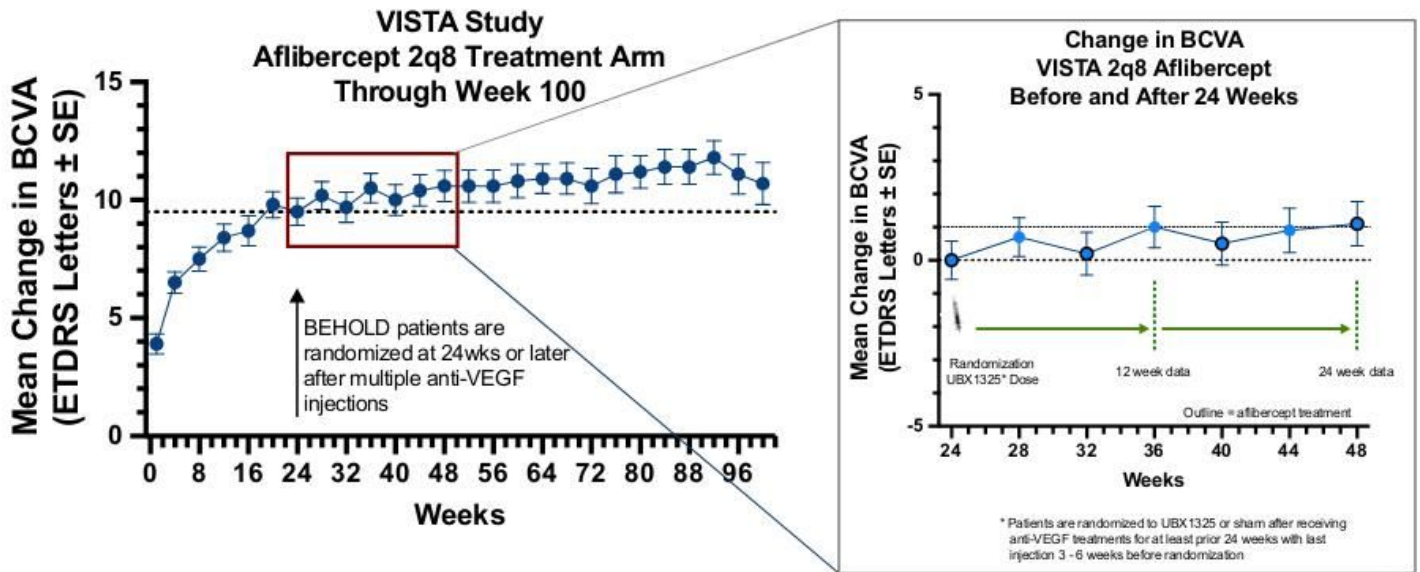 VISTA Study
Aflibercept 2q8 Treatment Arm
Through Week 100
Mean Change in BCVA
(ETDRS Letters ± SE)
15
10
5
0
BEHOLD patients are
randomized at 24wks or later
after multiple anti-VEGF
injections
0 8 16 24 32 40 48 56 64 72 80 88 96
Weeks
Change in BCVA
VISTA 2q8 Aflibercept
Before and After 24 Weeks
Mean Change in BCVA
(ETDRS Letters ± SE)
5
0
-5
Randomization
UBX1325* Dose
12 week data
24 week data
Outline = aflibercept treatment
24 28 32 36 40 44 48
Weeks
* Patients are randomized to UBX1325 or sham after receiving
anti-VEGF treatments for at least prior 24 weeks with last
injection 3 - 6 weeks before randomization